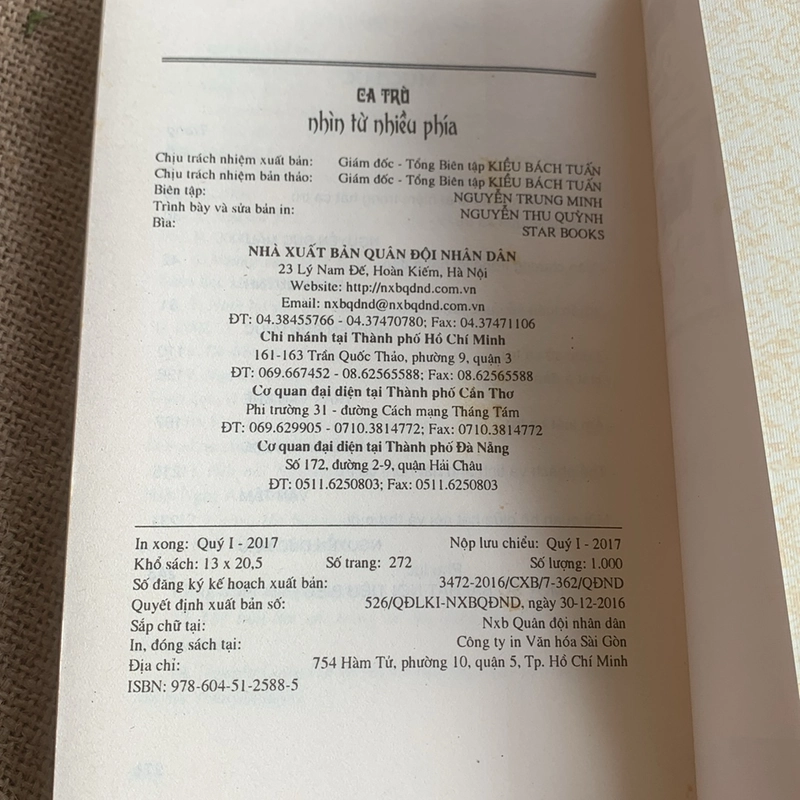 CA TRÙ
nhìn từ nhiều phía
Chịu trách nhiệm xuất bản: Giám đốc - Tổng Biên tập KIỀU BÁCH TUẤN
Chịu trách nhiệm bản thảo: Giám đốc - Tổng Biên tập KIỀU BÁCH TUẤN
Biên tập: NGUYỄN TRUNG MINH
Trình bày và sửa bản in: NGUYỄN THU QUỲNH
Bìa: STAR BOOKS
NHÀ XUẤT BẢN QUÂN ĐỘI NHÂN DÂN
23 Lý Nam Đế, Hoàn Kiếm, Hà Nội
Website: http://nxbqdnd.com.vn
Email: nxbqdnd@nxbqdnd.com.vn
ĐT: 04.38455766 - 04.37470780; Fax: 04.37471106
Chi nhánh tại Thành phố Hồ Chí Minh
161-163 Trần Quốc Thảo, phường 9, quận 3
ĐT: 069.667452 - 08.62565588; Fax: 08.62565588
Cơ quan đại diện tại Thành phố Cần Thơ
Phi trường 31 - đường Cách mạng Tháng Tám
ĐT: 069.629905 - 0710.3814772; Fax: 0710.3814772
Cơ quan đại diện tại Thành phố Đà Nẵng
Số 172, đường 2-9, quận Hải Châu
ĐT: 0511.6250803; Fax: 0511.6250803
In xong: Quý I - 2017 Nộp lưu chiểu: Quý I - 2017
Khổ sách: 13 x 20,5 Số trang: 272 Số lượng: 1.000
Số đăng ký kế hoạch xuất bản: 3472-2016/CXB/7-362/QĐND
Quyết định xuất bản số: 526/QĐLKI-NXBQĐND, ngày 30-12-2016
Sắp chữ tại: Nxb Quân đội nhân dân
In, đóng sách tại: Công ty in Văn hóa Sài Gòn
Địa chỉ: 754 Hàm Tử, phường 10, quận 5, Tp. Hồ Chí Minh
ISBN: 978-604-51-2588-5